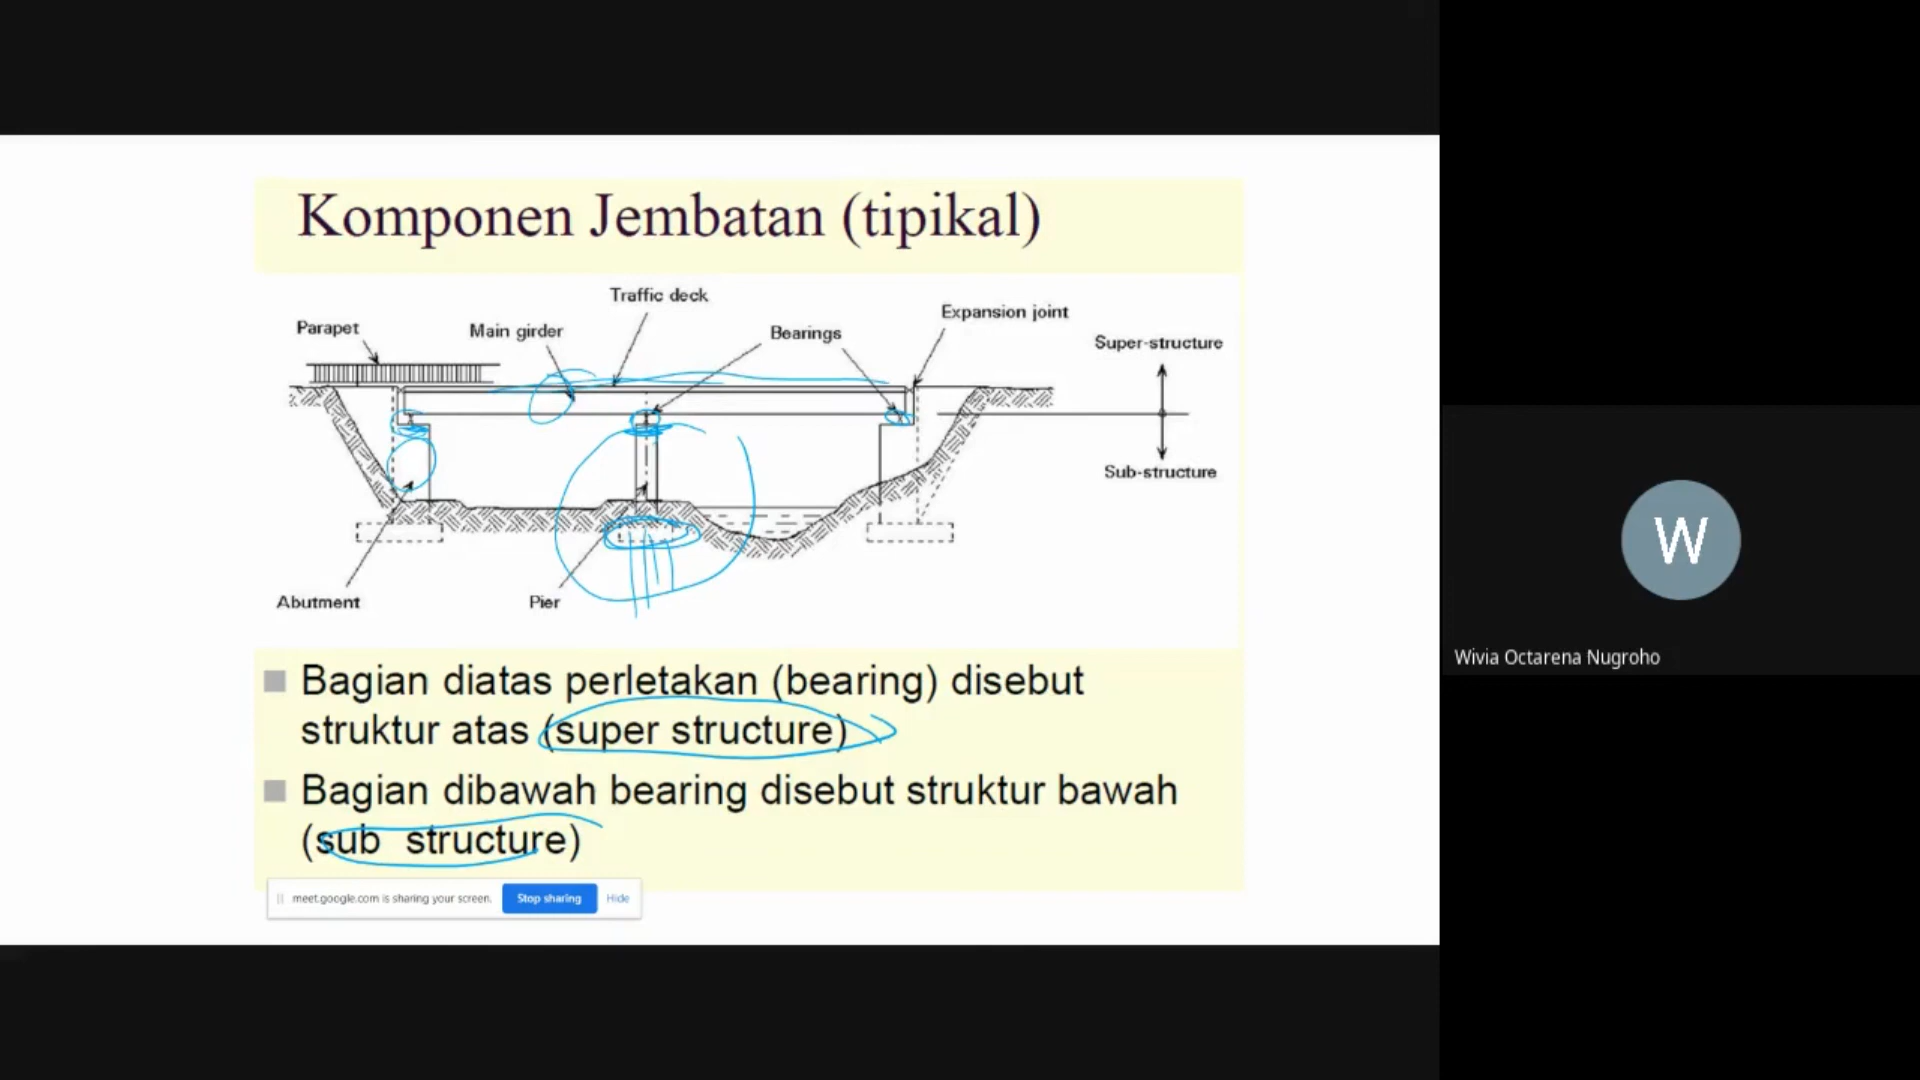 Komponen Jembatan (tipikal)
Traffic deck
Expansion joint
Parapet
Main girder
Bearings
Super-structure
Sub-structure
Abutment
Pier
Bagian diatas perletakan (bearing) disebut
struktur atas (super structure)
Bagian dibawah bearing disebut struktur bawah
(sub structure)
meet.google.com is sharing your screen.
Stop sharing
Hide
W
Wivia Octarena Nugroho